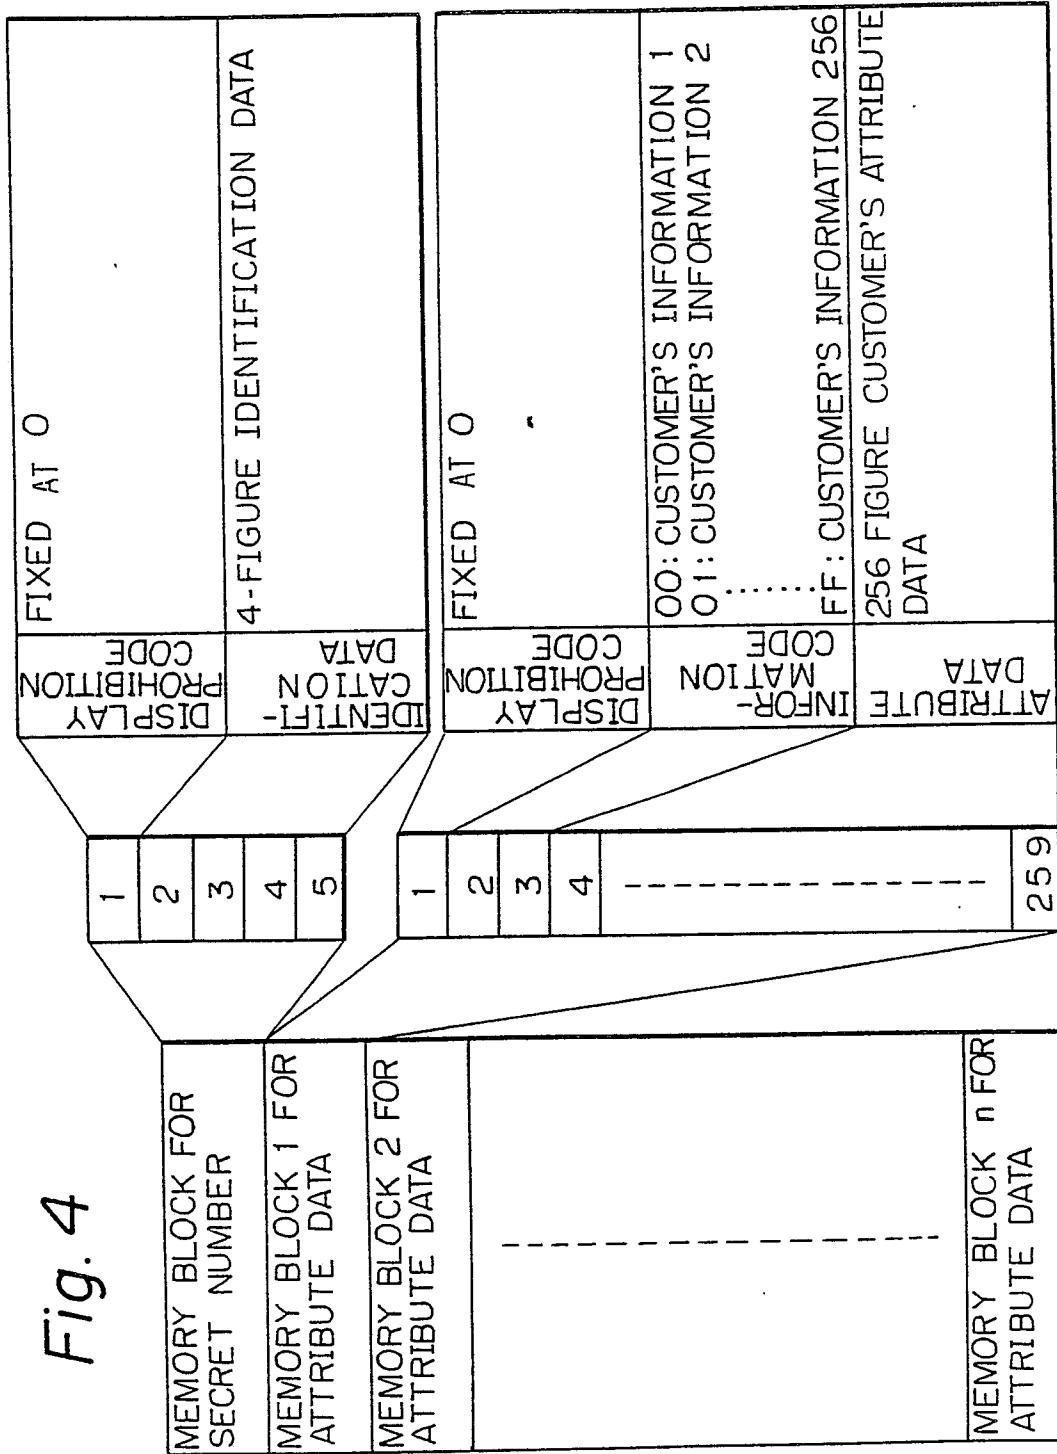 Fig. 4
MEMORY BLOCK FOR
SECRET NUMBER
MEMORY BLOCK 1 FOR
ATTRIBUTE DATA
MEMORY BLOCK 2 FOR
ATTRIBUTE DATA
MEMORY BLOCK n FOR
ATTRIBUTE DATA
1
2
3
4
5
1
2
3
4
259
DISPLAY
PROHIBITION
CODE
FIXED AT 0
IDENTIFI-
CATION
DATA
4-FIGURE IDENTIFICATION DATA
DISPLAY
PROHIBITION
CODE
FIXED AT 0
INFOR-
MATION
CODE
00: CUSTOMER'S INFORMATION 1
01: CUSTOMER'S INFORMATION 2
.......
FF: CUSTOMER'S INFORMATION 256
ATTRIBUTE
DATA
256 FIGURE CUSTOMER'S ATTRIBUTE
DATA